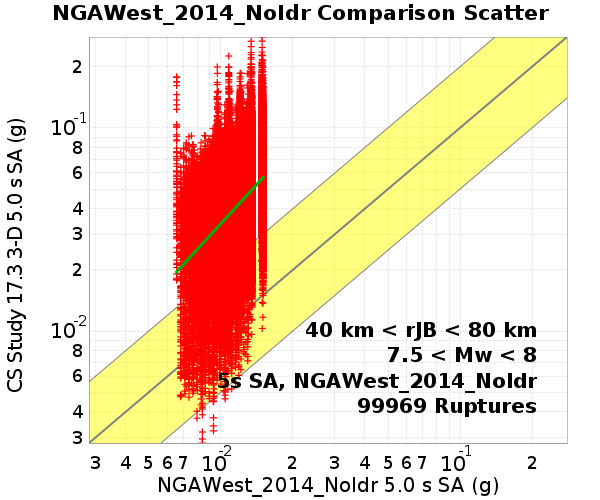 NGAWest_2014_NoIdr Comparison Scatter
CS Study 17.3 3-D 5.0 s SA (g)
2
10-1
8
6
4
3
2
10-2
8
6
4
3
40 km < rJB < 80 km
7.5 < Mw < 8
5s SA, NGAWest_2014_NoIdr
99969 Ruptures
3 4 5 6 7 10-2 2 3 4 5 6 7 10-1 2
NGAWest_2014_NoIdr 5.0 s SA (g)